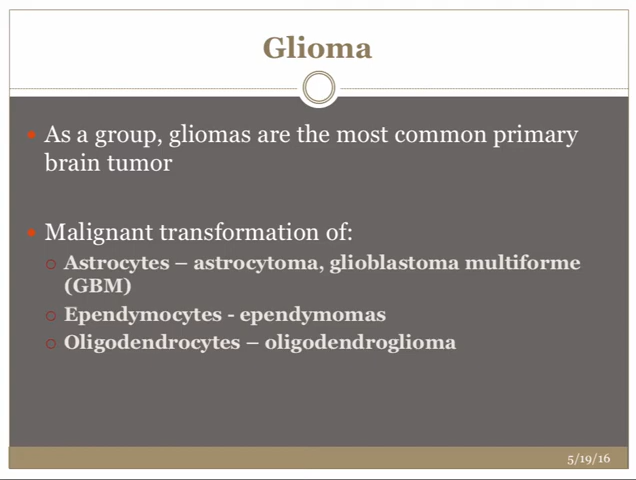 Glioma
• As a group, gliomas are the most common primary
brain tumor
• Malignant transformation of:
○ Astrocytes – astrocytoma, glioblastoma multiforme
(GBM)
○ Ependymocytes - ependymomas
○ Oligodendrocytes – oligodendroglioma
5/19/16